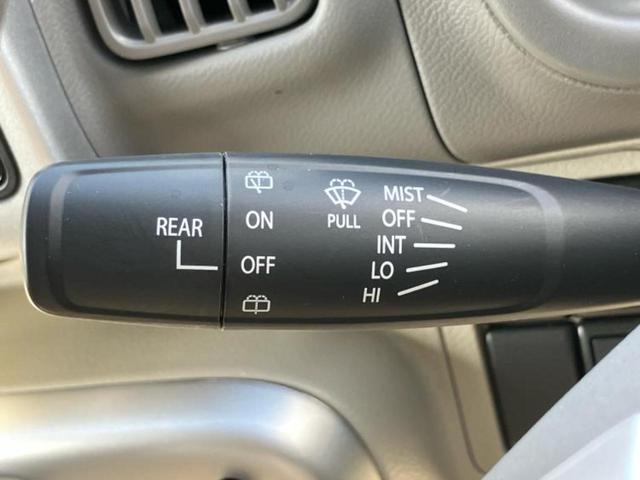 REAR
ON
OFF
PULL
MIST
OFF
INT
LO
HI